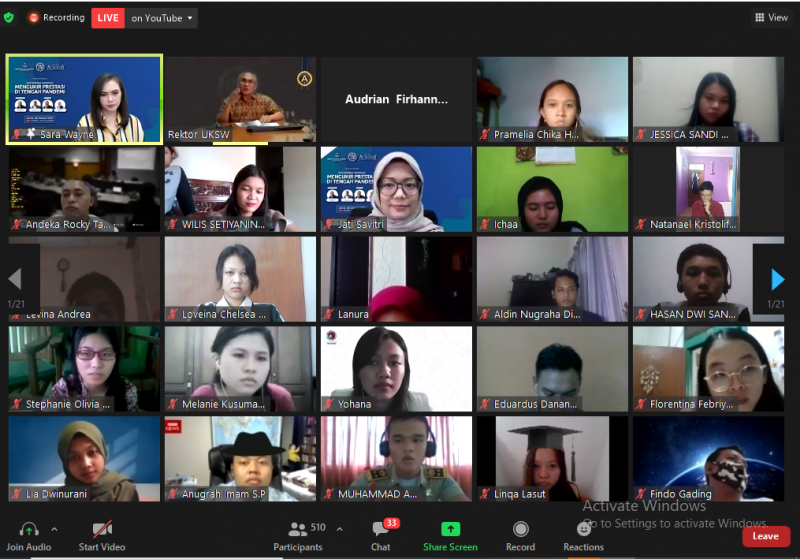 Recording
LIVE on YouTube
View
MENGUKIR PRESTASI
DI TENGAH PANDEMI
Sara Wayne
Rektor UKSW
Audrian Firhann...
Pramelia Chika H...
JESSICA SANDI ...
Andeka Rocky Ta...
WILIS SETIYANIN...
MENGUKIR PRESTASI
DI TENGAH PANDEMI
Jati Savitri
Ichaa
Natanael Kristolif...
1/21
Levina Andrea
Loveina Chelsea ...
Lanura
Aldin Nugraha Di...
HASAN DWI SAN...
1/21
Stephanie Olivia ...
Melanie Kusuma...
Yohana
Eduardus Danan...
Florentina Febriy...
Lia Dwinurani
Anugrah Imam S.P
MUHAMMAD A...
Linqa Lasut
Findo Gading
Activate Windows
Go to Settings to activate Windows.
Join Audio
Start Video
Participants
510
Chat
33
Share Screen
Record
Reactions
Leave